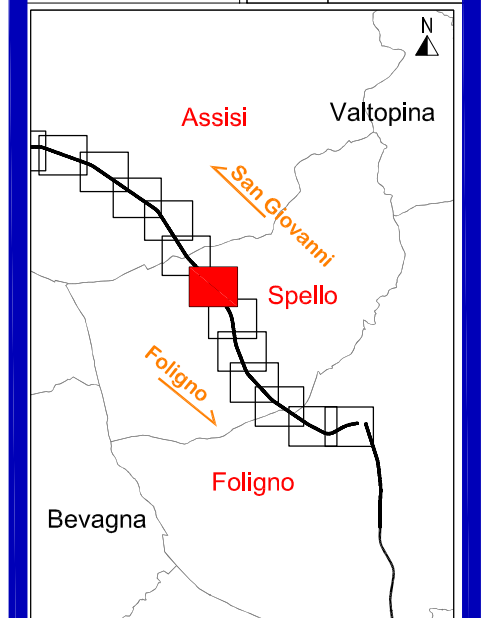 N
Valtopina
Assisi
San Giovanni
Spello
Foligno
Foligno
Bevagna